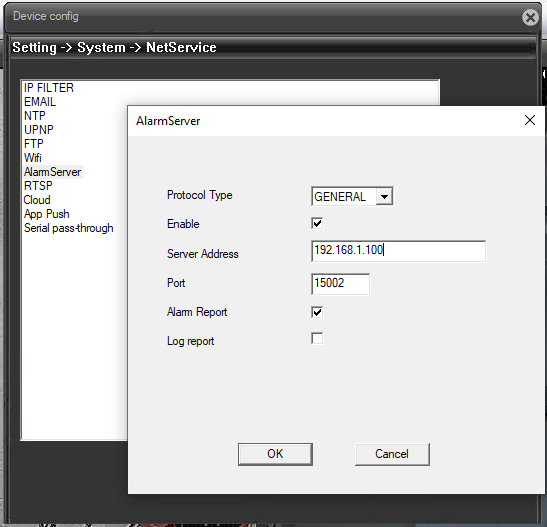 Device config
Setting -> System -> NetService
IP FILTER
EMAIL
NTP
UPNP
FTP
Wifi
AlarmServer
RTSP
Cloud
App Push
Serial pass-through
AlarmServer
Protocol Type GENERAL
Enable
Server Address 192.168.1.100
Port 15002
Alarm Report
Log report
OK Cancel